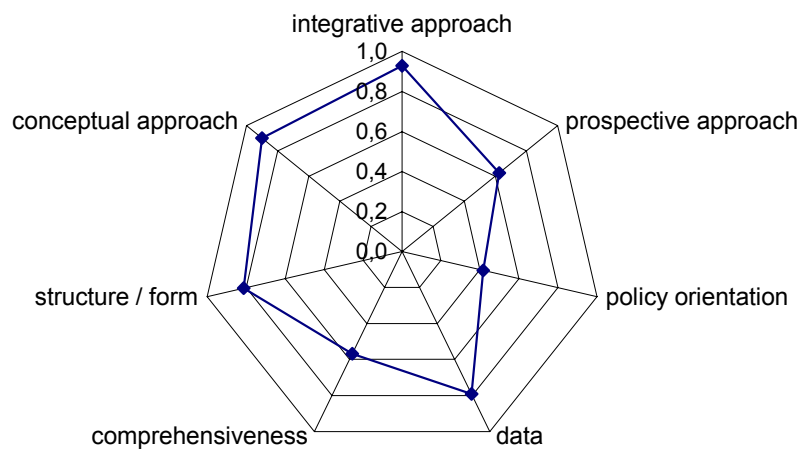 integrative approach
1,0
0,8
0,6
0,4
0,2
0,0
conceptual approach
prospective approach
structure / form
policy orientation
comprehensiveness
data